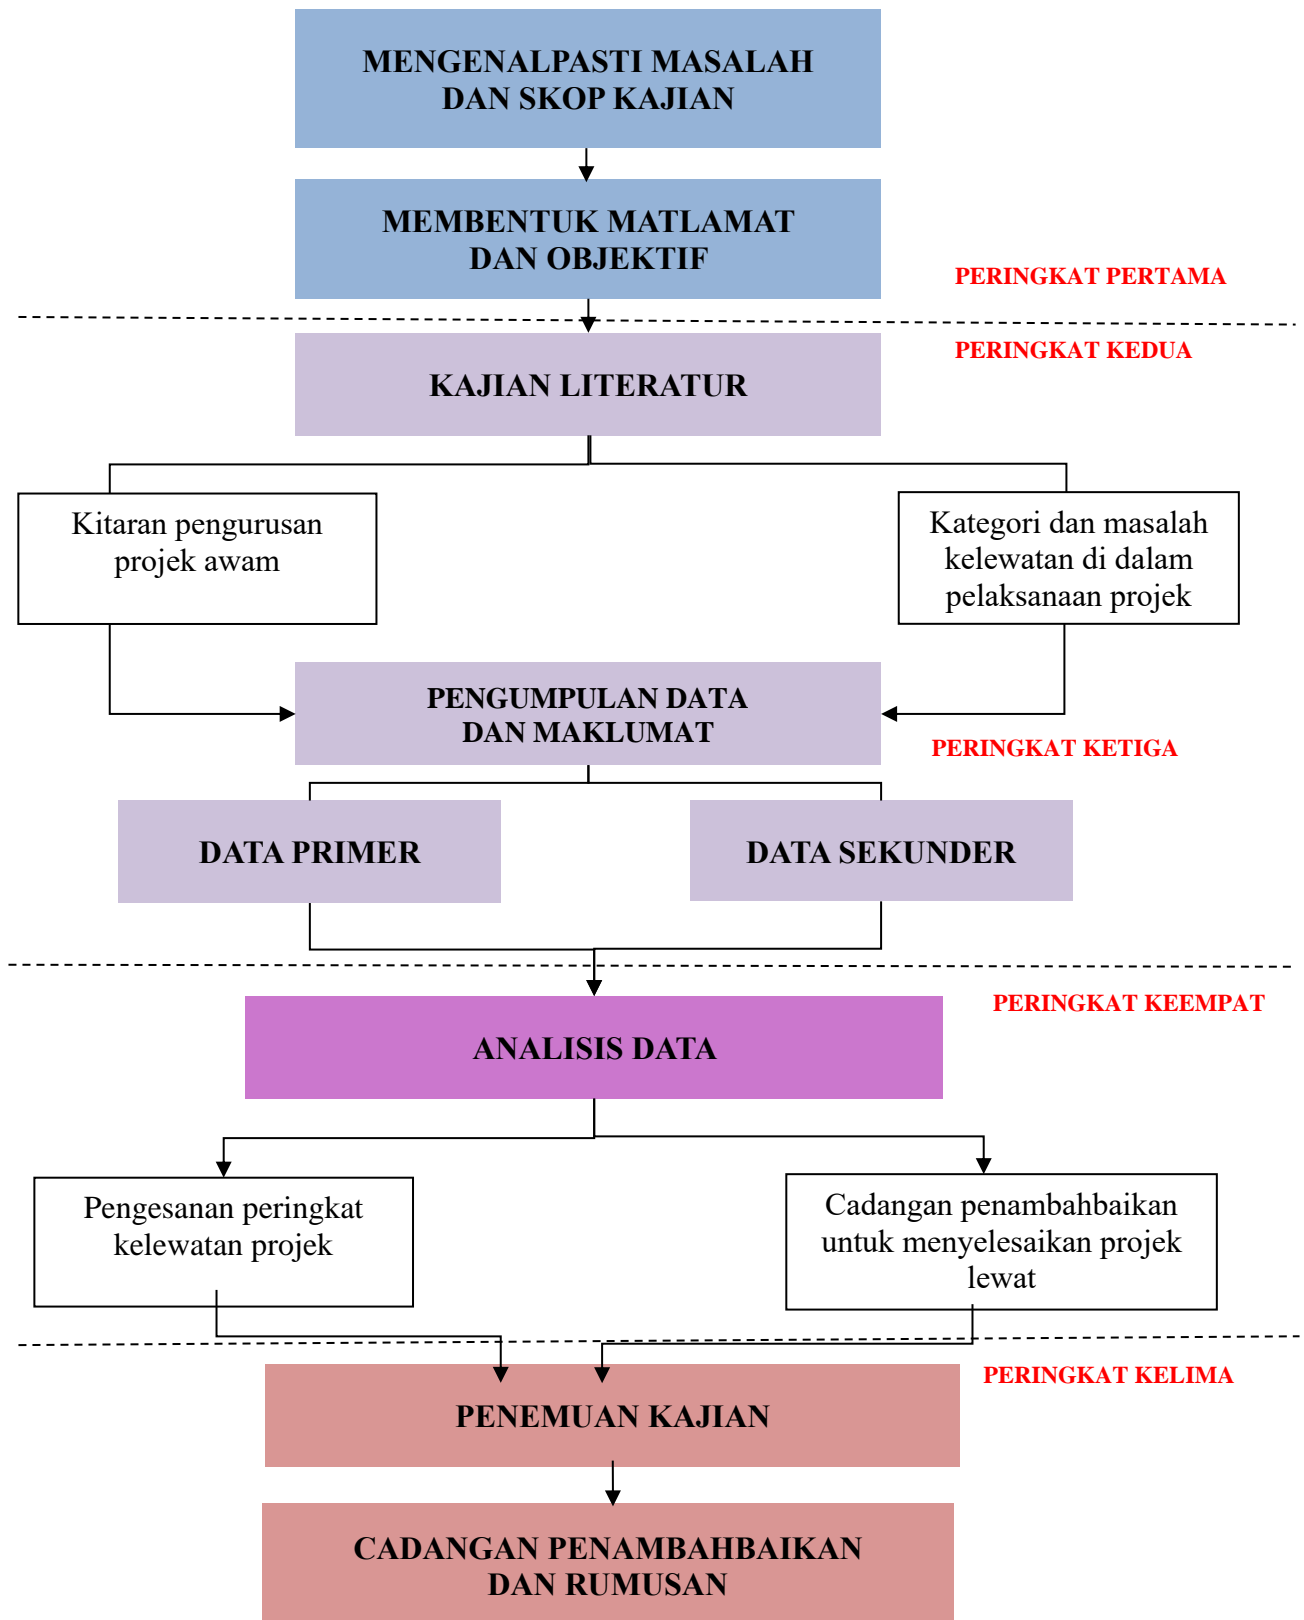 MENGENALPASTI MASALAH
DAN SKOP KAJIAN
MEMBENTUK MATLAMAT
DAN OBJEKTIF
PERINGKAT PERTAMA
PERINGKAT KEDUA
KAJIAN LITERATUR
Kitaran pengurusan
projek awam
Kategori dan masalah
kelewatan di dalam
pelaksanaan projek
PENGUMPULAN DATA
DAN MAKLUMAT
PERINGKAT KETIGA
DATA PRIMER
DATA SEKUNDER
PERINGKAT KEEMPAT
ANALISIS DATA
Pengesanan peringkat
kelewatan projek
Cadangan penambahbaikan
untuk menyelesaikan projek
lewat
PERINGKAT KELIMA
PENEMUAN KAJIAN
CADANGAN PENAMBAHBAIKAN
DAN RUMUSAN